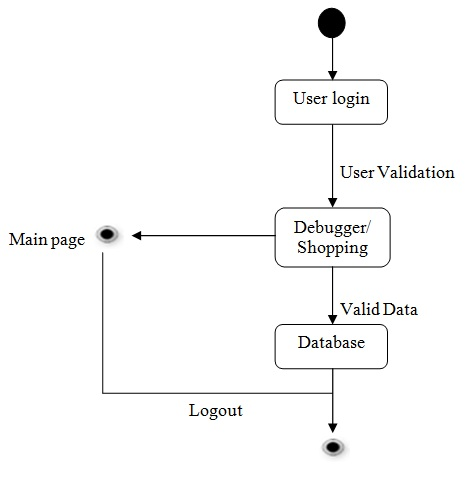 User login
User Validation
Debugger/
Shopping
Main page
Valid Data
Database
Logout